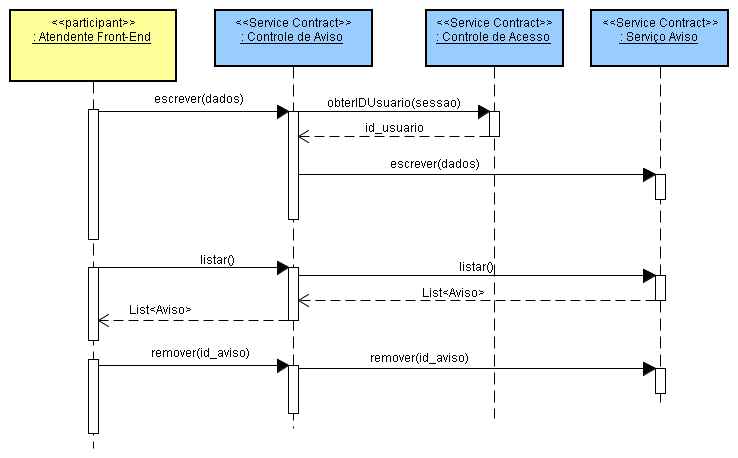 <<participant>>
: Atendente Front-End
<<Service Contract>>
: Controle de Aviso
<<Service Contract>>
: Controle de Acesso
<<Service Contract>>
: Serviço Aviso
escrever(dados)
obterIDUsuario(sessao)
id_usuario
escrever(dados)
listar()
listar()
List<Aviso>
List<Aviso>
remover(id_aviso)
remover(id_aviso)